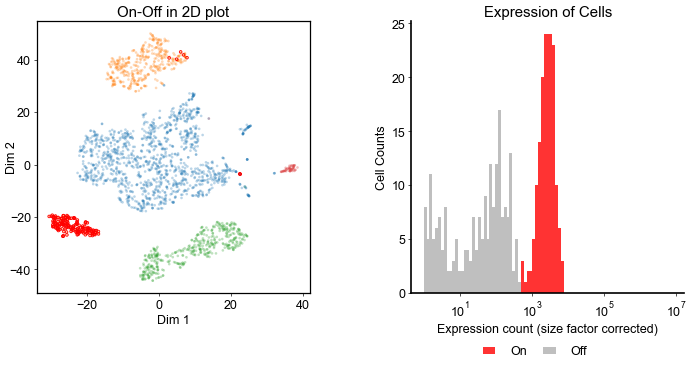 On-Off in 2D plot
Dim 2
40
20
0
−20
−40
−20
0
20
40
Dim 1
Expression of Cells
Cell Counts
25
20
15
10
5
0
10^1
10^3
10^5
10^7
Expression count (size factor corrected)
On
Off